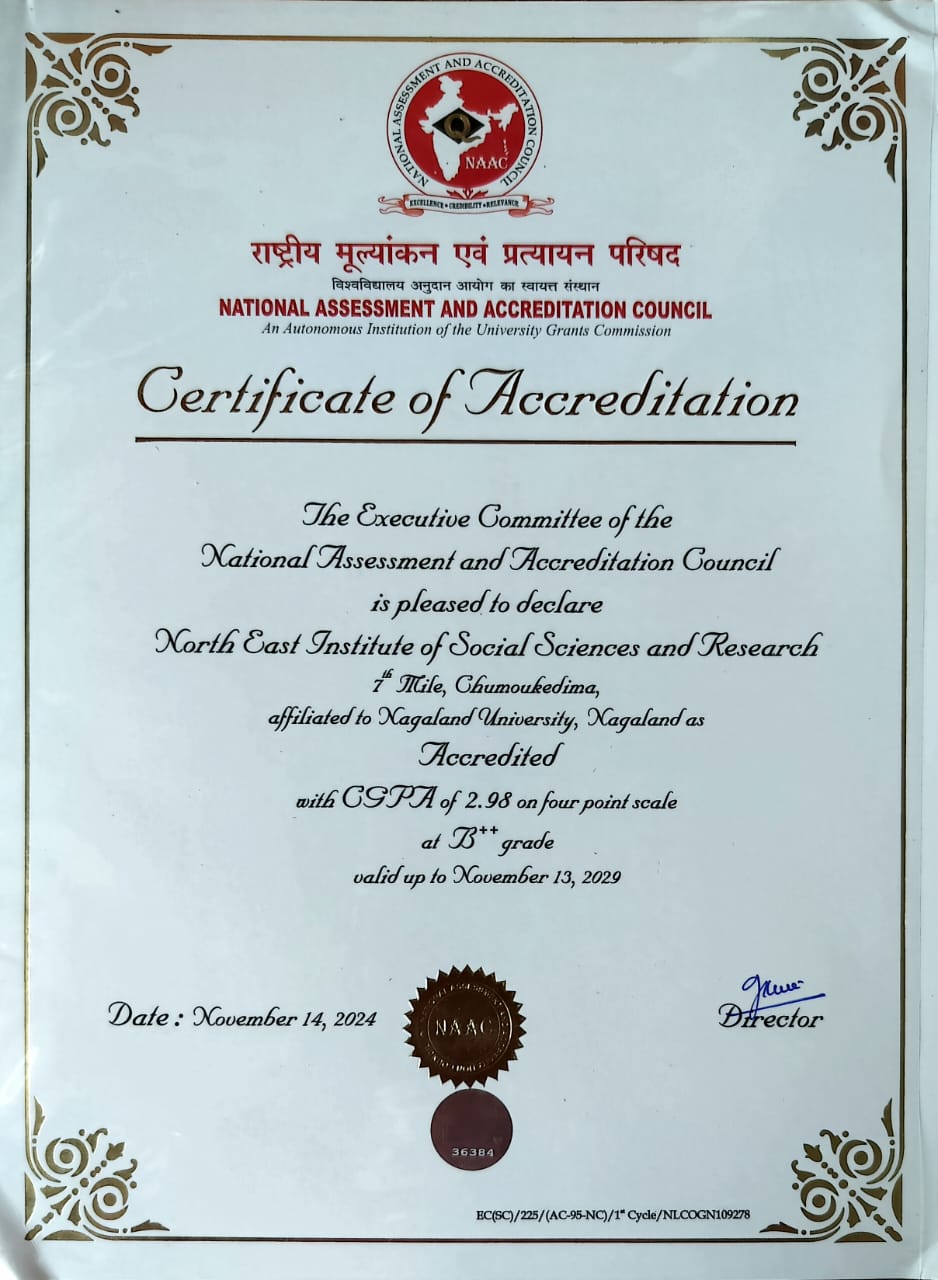 NATIONAL ASSESSMENT AND ACCREDITATION COUNCIL
Q
NAAC
EXCELLENCE • CREDIBILITY • RELEVANCE
राष्ट्रीय मूल्यांकन एवं प्रत्यायन परिषद
विश्वविद्यालय अनुदान आयोग का स्वायत्त संस्थान
NATIONAL ASSESSMENT AND ACCREDITATION COUNCIL
An Autonomous Institution of the University Grants Commission
Certificate of Accreditation
The Executive Committee of the
National Assessment and Accreditation Council
is pleased to declare
North East Institute of Social Sciences and Research
7th Mile, Chumoukedima,
affiliated to Nagaland University, Nagaland as
Accredited
with CGPA of 2.98 on four point scale
at B++ grade
valid up to November 13, 2029
Date : November 14, 2024
NAAC
Director
36384
EC(SC)/225/(AC-95-NC)/1st Cycle/NLCOGN109278